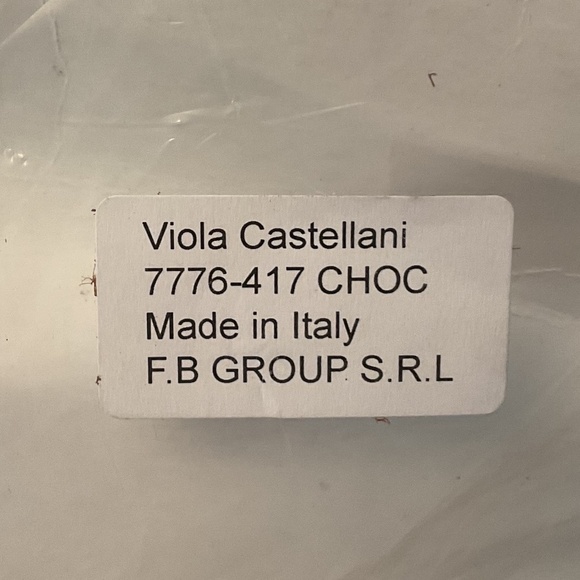 Viola Castellani
7776-417 CHOC
Made in Italy
F.B GROUP S.R.L